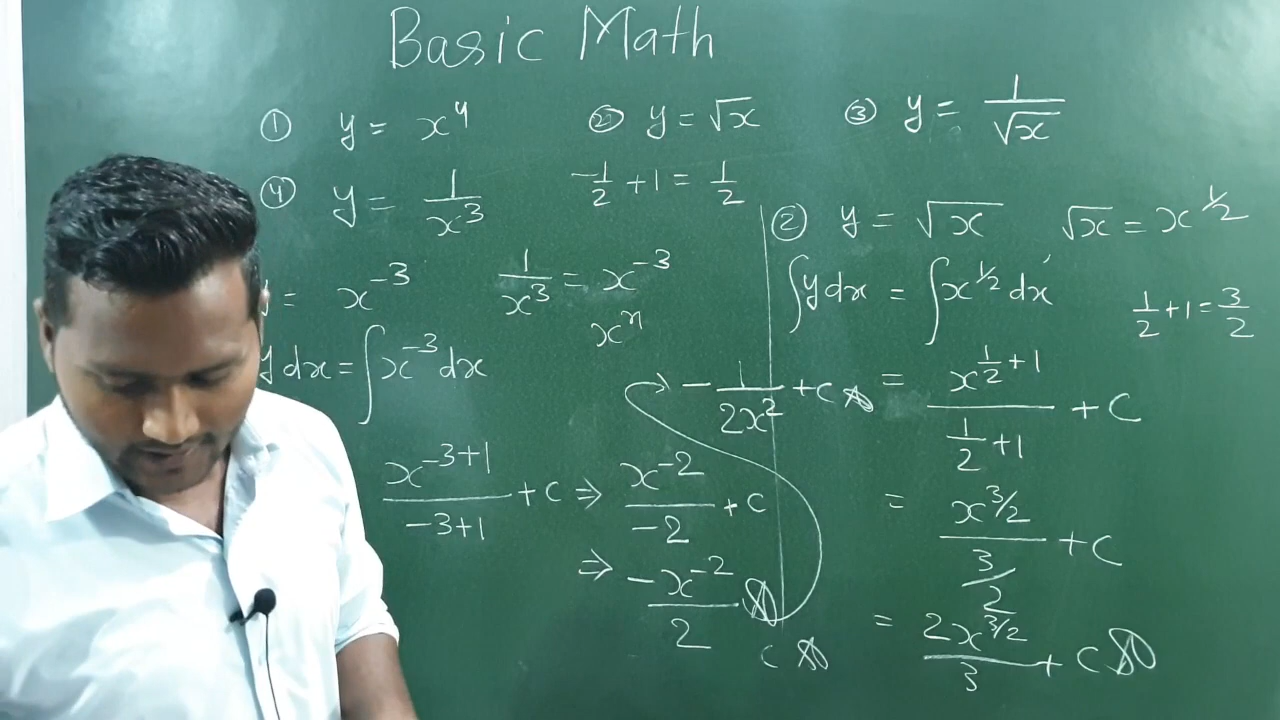 Basic Math
① y = x⁴ ② y = √x ③ y = 1/√x
④ y = 1/x³ -1/2 + 1 = 1/2
= x⁻³ 1/x³ = x⁻³
xⁿ
y dx = ∫x⁻³ dx
x⁻³⁺¹/-3+1 + c ⇒ x⁻²/-2 + c
⇒ -x⁻²/2
c
→ -1/2x² + c
② y = √x √x = x^1/2
∫y dx = ∫x^1/2 dx 1/2 + 1 = 3/2
= x^(1/2 + 1)/(1/2 + 1) + C
= x^3/2/(3/2) + C
= 2x^3/2/3 + C